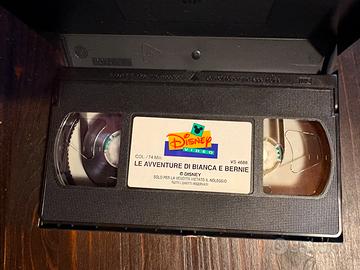 Disney
VIDEO
COL. / 74 Min. VS 4688
LE AVVENTURE DI BIANCA E BERNIE
© DISNEY
SOLO PER LA VENDITA VIETATO IL NOLEGGIO
TUTTI I DIRITTI RISERVATI